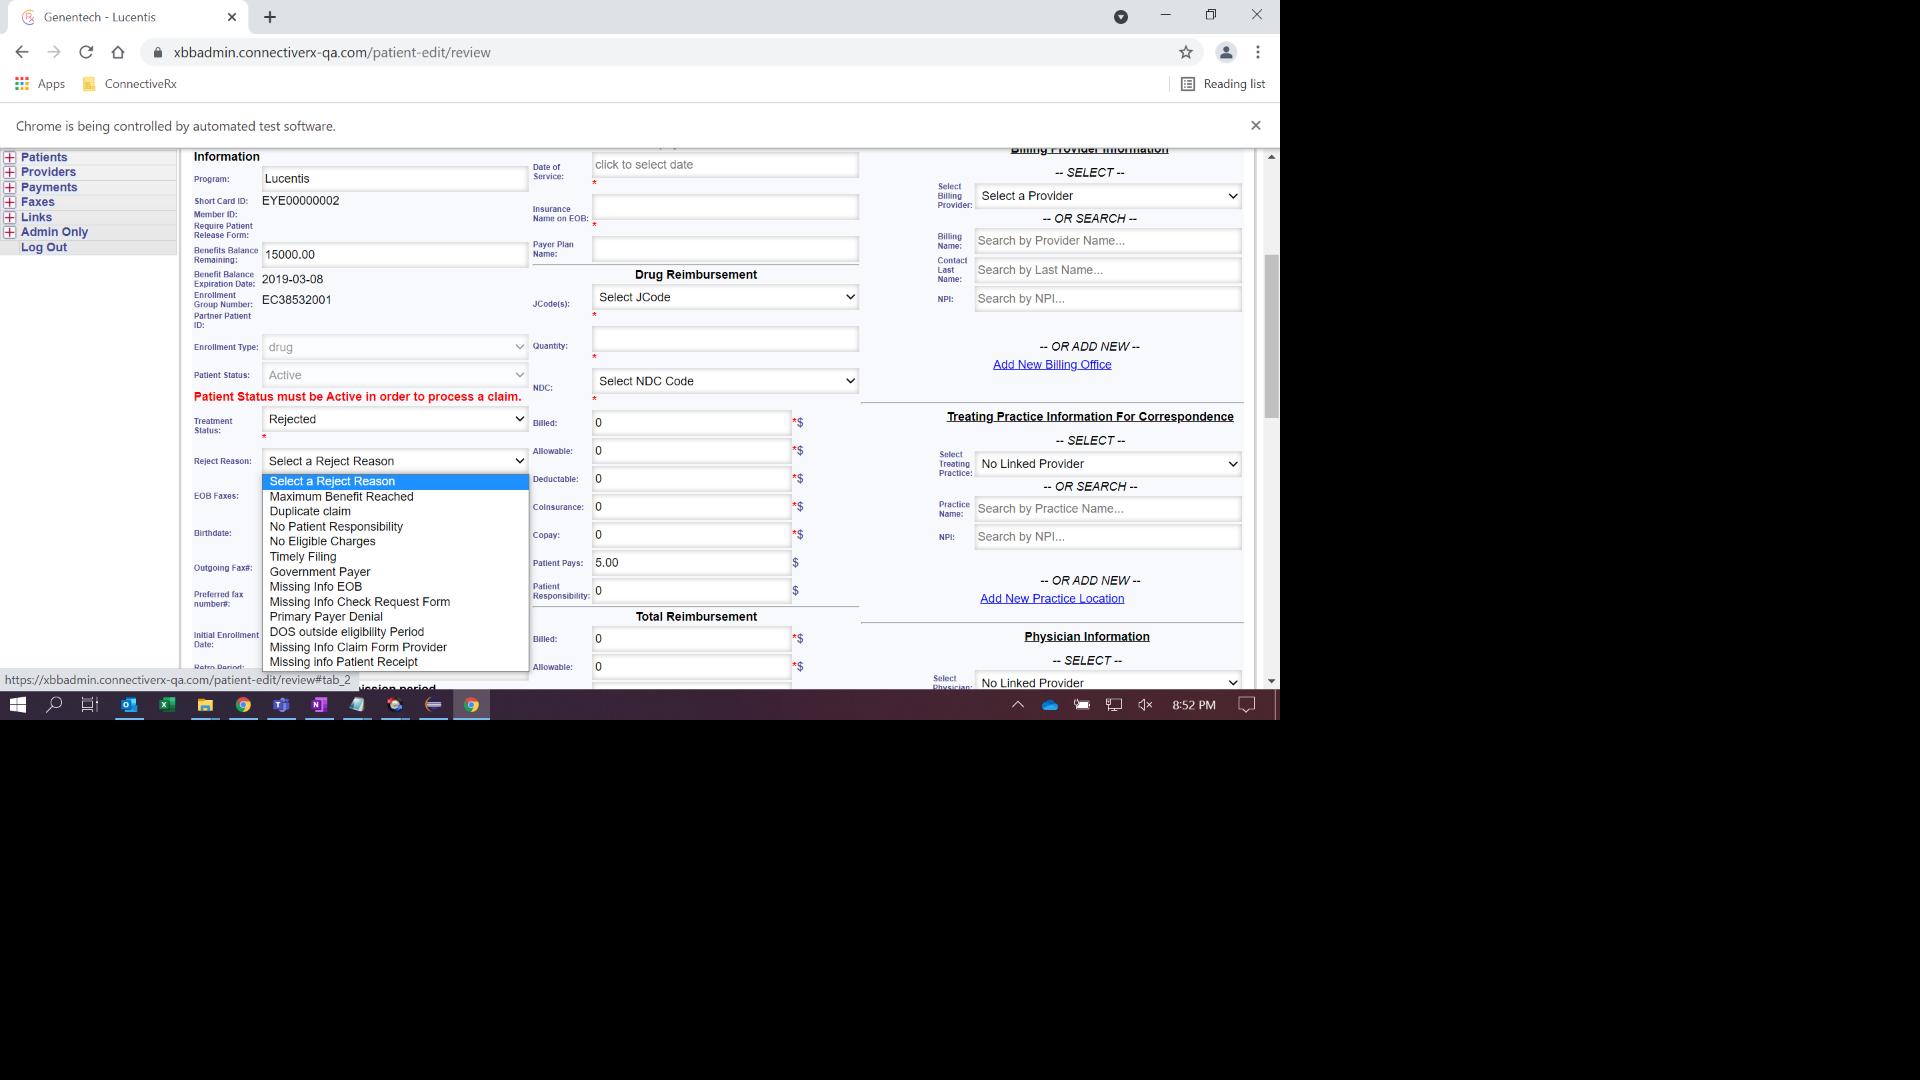 Genentech - Lucentis
xbbadmin.connectiverx-qa.com/patient-edit/review
Apps
ConnectiveRx
Reading list
Chrome is being controlled by automated test software.
Patients
Providers
Payments
Faxes
Links
Admin Only
Log Out
Information
Program: Lucentis
Short Card ID: EYE00000002
Member ID:
Require Patient
Release Form:
Benefits Balance
Remaining: 15000.00
Benefit Balance
Expiration Date: 2019-03-08
Enrollment
Group Number: EC38532001
Partner Patient
ID:
Enrollment Type: drug
Patient Status: Active
Patient Status must be Active in order to process a claim.
Treatment
Status: Rejected
*
Reject Reason: Select a Reject Reason
Select a Reject Reason
Maximum Benefit Reached
Duplicate claim
No Patient Responsibility
No Eligible Charges
Timely Filing
Government Payer
Missing Info EOB
Missing Info Check Request Form
Primary Payer Denial
DOS outside eligibility Period
Missing Info Claim Form Provider
Missing info Patient Receipt
EOB Faxes:
Birthdate:
Outgoing Fax#:
Preferred fax
number#:
Initial Enrollment
Date:
Retro Period:
ission period
Date of
Service: click to select date
*
Insurance
Name on EOB:
*
Payer Plan
Name:
Drug Reimbursement
JCode(s): Select JCode
*
Quantity:
*
NDC: Select NDC Code
*
Billed: 0 *$
Allowable: 0 *$
Deductable: 0 *$
Coinsurance: 0 *$
Copay: 0 *$
Patient Pays: 5.00 $
Patient
Responsibility: 0 $
Total Reimbursement
Billed: 0 *$
Allowable: 0 *$
Billing Provider Information
-- SELECT --
Select
Billing
Provider: Select a Provider
-- OR SEARCH --
Billing
Name: Search by Provider Name...
Contact
Last
Name: Search by Last Name...
NPI: Search by NPI...
-- OR ADD NEW --
Add New Billing Office
Treating Practice Information For Correspondence
-- SELECT --
Select
Treating
Practice: No Linked Provider
-- OR SEARCH --
Practice
Name: Search by Practice Name...
NPI: Search by NPI...
-- OR ADD NEW --
Add New Practice Location
Physician Information
-- SELECT --
Select
Physician: No Linked Provider
https://xbbadmin.connectiverx-qa.com/patient-edit/review#tab_2
8:52 PM